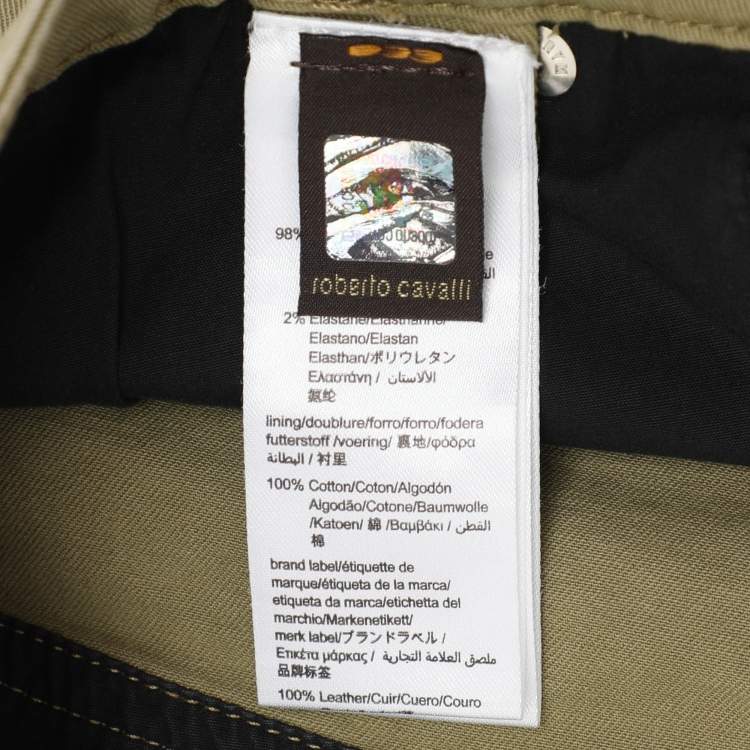 98%
roberto cavalli
2% Elastane/Elasthanne/
Elastano/Elastan
Elasthan/ポリウレタン
Ελαστάνη / الألاستان /
氨纶
lining/doublure/forro/forro/fodera
futterstoff /voering/ 裏地/φόδρα
البطانة / 衬里
100% Cotton/Coton/Algodón
Algodão/Cotone/Baumwolle
/Katoen/ 綿 /Βαμβάκι / القطن /
棉
brand label/étiquette de
marque/étiqueta de la marca/
etiqueta da marca/etichetta del
marchio/Markenetikett/
merk label/ブランドラベル /
Ετικέτα μάρκας / ملصق العلامة التجارية /
品牌标签
100% Leather/Cuir/Cuero/Couro